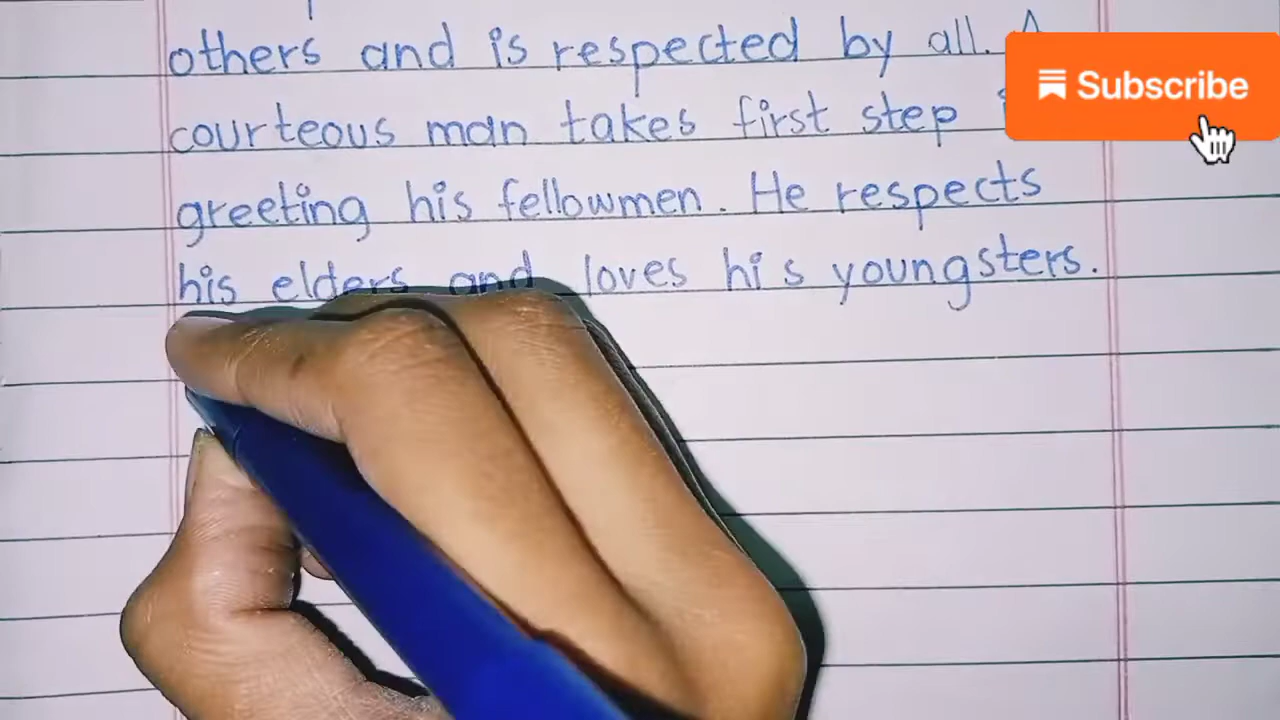 others and is respected by all. A
Subscribe
courteous man takes first step
greeting his fellowmen. He respects
his elders and loves his youngsters.